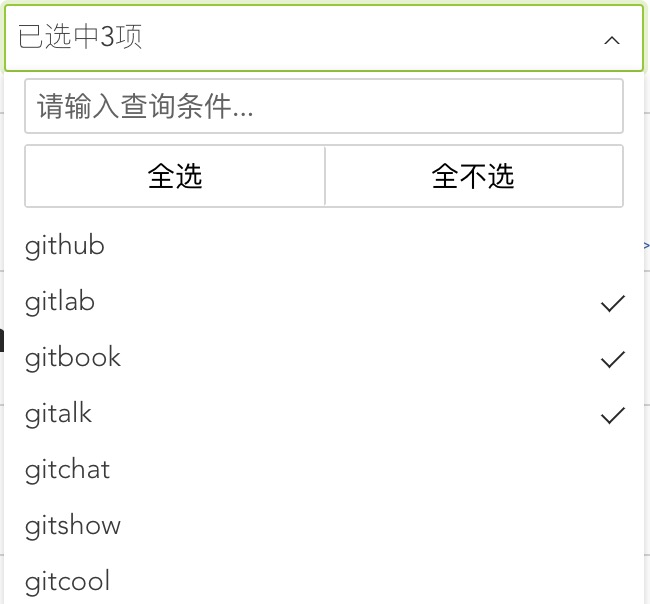 已选中3项
请输入查询条件...
全选 全不选
github
gitlab
gitbook
gitalk
gitchat
gitshow
gitcool